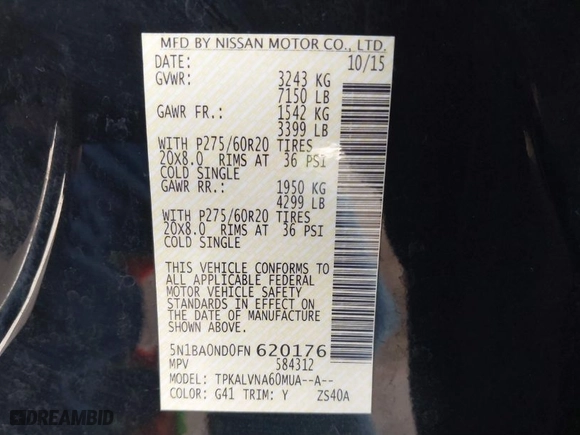 MFD BY NISSAN MOTOR CO., LTD.
DATE: 10/15
GVWR: 3243 KG
7150 LB
GAWR FR.: 1542 KG
3399 LB
WITH P275/60R20 TIRES
20X8.0 RIMS AT 36 PSI
COLD SINGLE
GAWR RR.: 1950 KG
4299 LB
WITH P275/60R20 TIRES
20X8.0 RIMS AT 36 PSI
COLD SINGLE
THIS VEHICLE CONFORMS TO
ALL APPLICABLE FEDERAL
MOTOR VEHICLE SAFETY
STANDARDS IN EFFECT ON
THE DATE OF MANUFACTURE
SHOWN ABOVE.
5N1BA0ND0FN 620176
MPV 584312
MODEL: TPKALVNA60MUA--A--
COLOR: G41 TRIM: Y ZS40A
DREAMBID